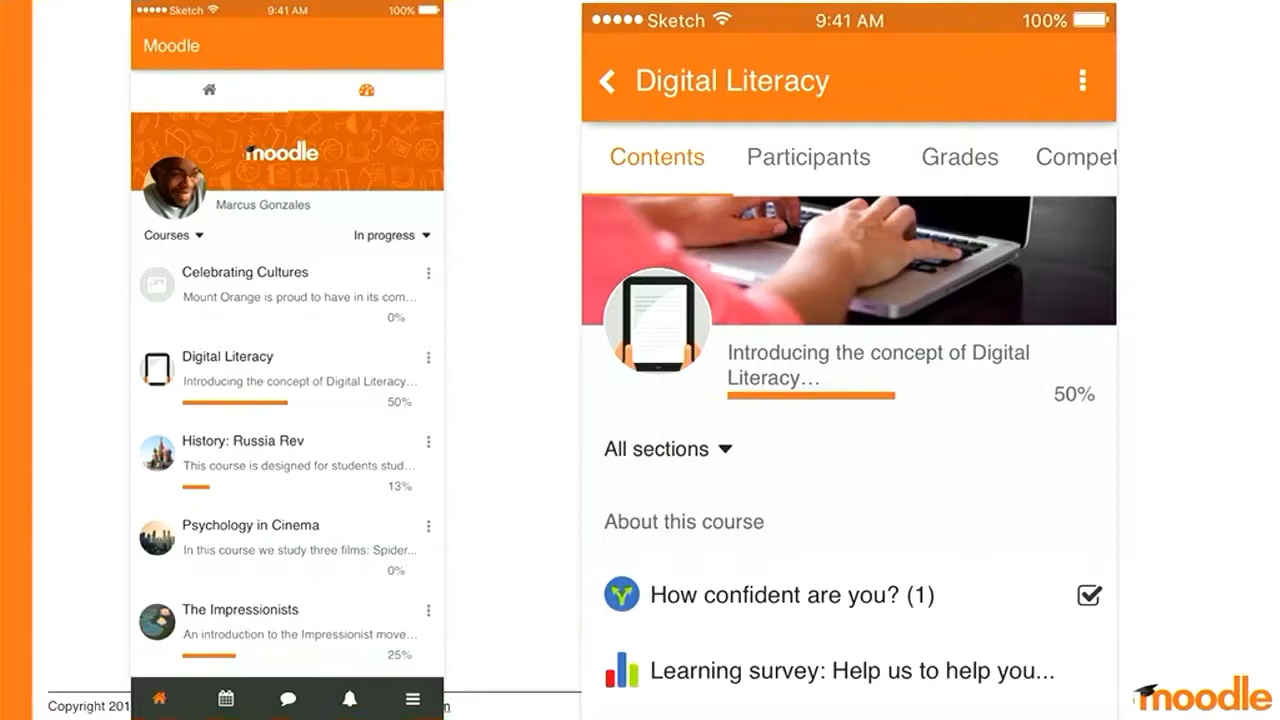 ●●●●● Sketch 9:41 AM 100%
Moodle
moodle
Marcus Gonzales
Courses In progress
Celebrating Cultures
Mount Orange is proud to have in its com...
0%
Digital Literacy
Introducing the concept of Digital Literacy...
50%
History: Russia Rev
This course is designed for students stud...
13%
Psychology in Cinema
In this course we study three films: Spider...
0%
The Impressionists
An introduction to the Impressionist move...
25%
Copyright 201
●●●●● Sketch 9:41 AM 100%
Digital Literacy
Contents Participants Grades Compet
Introducing the concept of Digital
Literacy...
50%
All sections
About this course
How confident are you? (1)
Learning survey: Help us to help you...
moodle